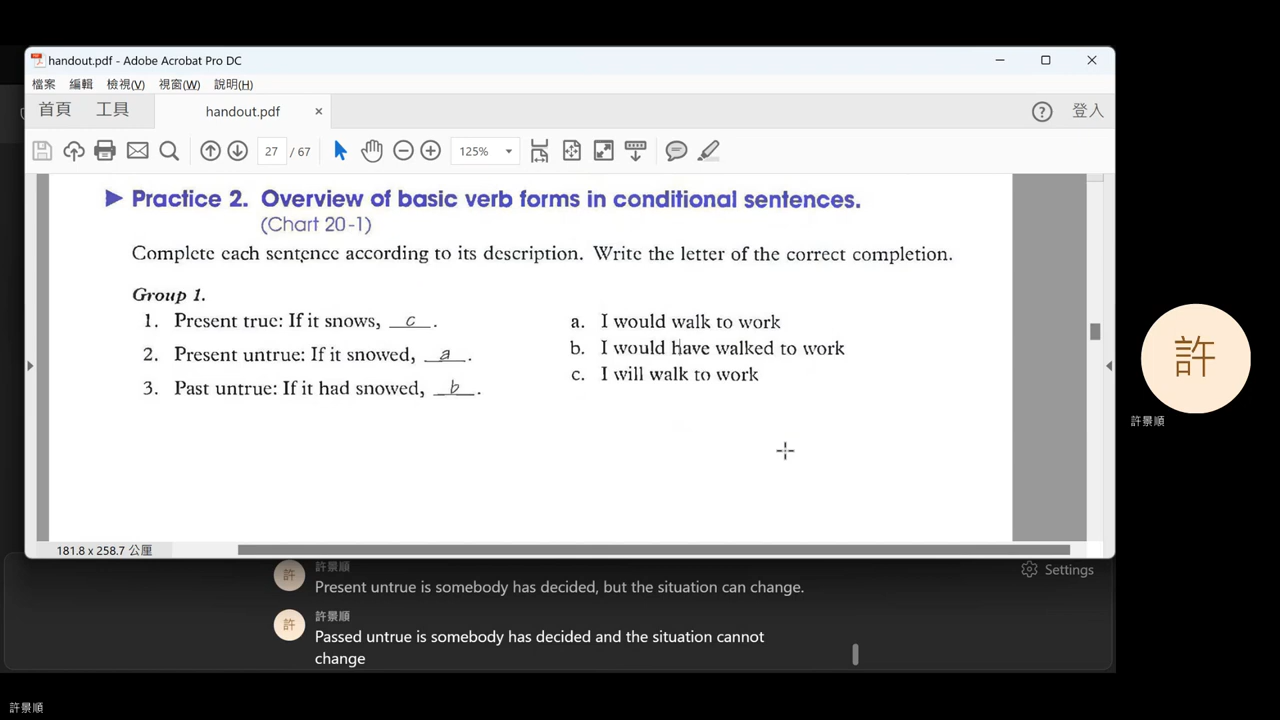 handout.pdf - Adobe Acrobat Pro DC
檔案 編輯 檢視(V) 視窗(W) 說明(H)
首頁 工具 handout.pdf × ? 登入
27 / 67 125%
Practice 2. Overview of basic verb forms in conditional sentences.
(Chart 20-1)
Complete each sentence according to its description. Write the letter of the correct completion.
Group 1.
1. Present true: If it snows, c .
2. Present untrue: If it snowed, a .
3. Past untrue: If it had snowed, b .
a. I would walk to work
b. I would have walked to work
c. I will walk to work
181.8 x 258.7 公厘
許
許景順
許 許景順
Present untrue is somebody has decided, but the situation can change.
Settings
許 許景順
Passed untrue is somebody has decided and the situation cannot
change
許景順